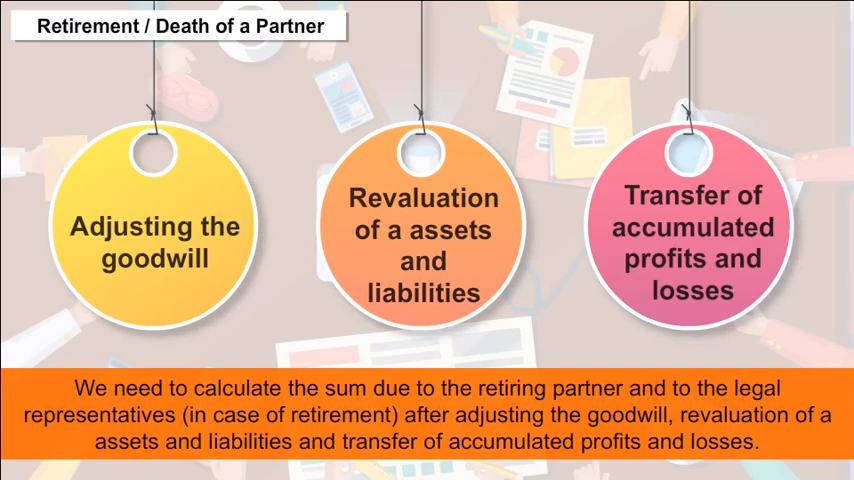 Retirement / Death of a Partner
Adjusting the
goodwill
Revaluation
of a assets
and
liabilities
Transfer of
accumulated
profits and
losses
We need to calculate the sum due to the retiring partner and to the legal
representatives (in case of retirement) after adjusting the goodwill, revaluation of a
assets and liabilities and transfer of accumulated profits and losses.